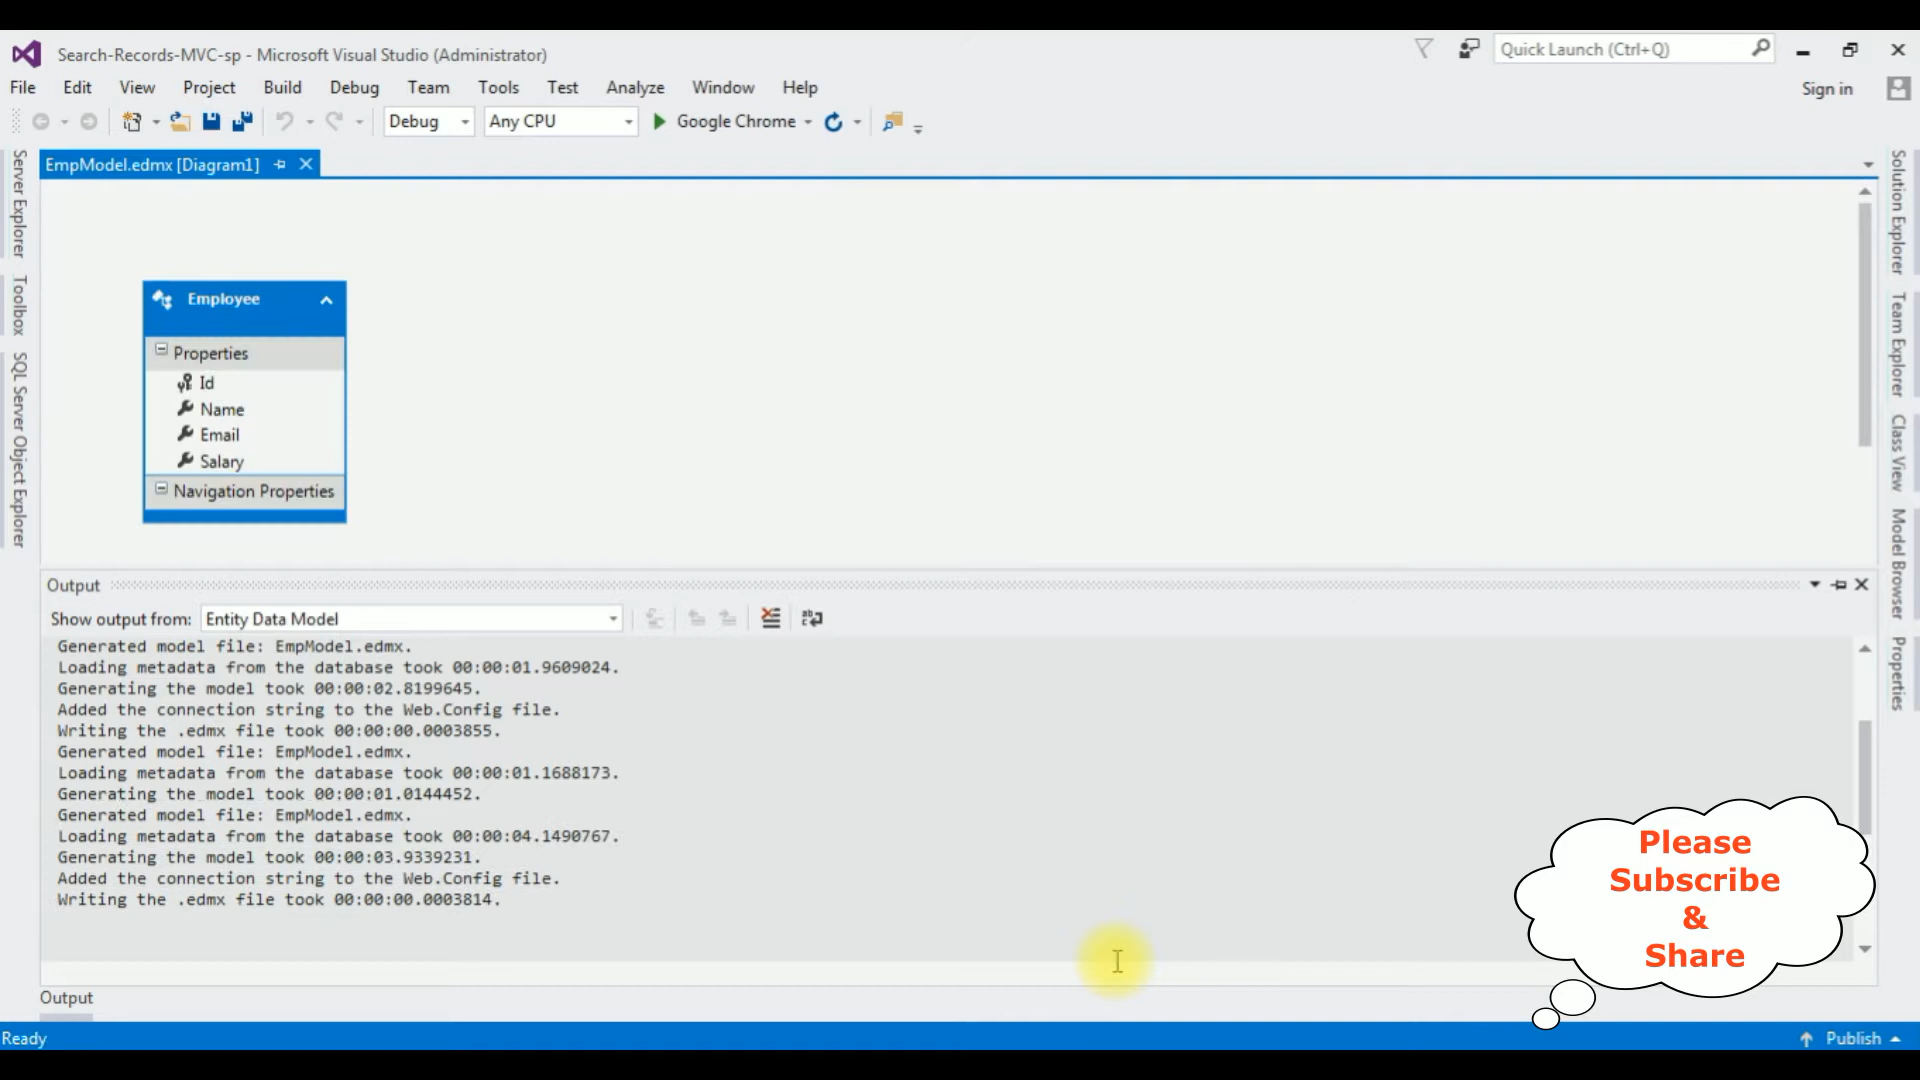 Search-Records-MVC-sp - Microsoft Visual Studio (Administrator)
Quick Launch (Ctrl+Q)
File Edit View Project Build Debug Team Tools Test Analyze Window Help
Sign in
Debug Any CPU Google Chrome
EmpModel.edmx [Diagram1]
Server Explorer
Toolbox
SQL Server Object Explorer
Employee
Properties
Id
Name
Email
Salary
Navigation Properties
Solution Explorer
Team Explorer
Class View
Model Browser
Properties
Output
Show output from: Entity Data Model
Generated model file: EmpModel.edmx.
Loading metadata from the database took 00:00:01.9609024.
Generating the model took 00:00:02.8199645.
Added the connection string to the Web.Config file.
Writing the .edmx file took 00:00:00.0003855.
Generated model file: EmpModel.edmx.
Loading metadata from the database took 00:00:01.1688173.
Generating the model took 00:00:01.0144452.
Generated model file: EmpModel.edmx.
Loading metadata from the database took 00:00:04.1490767.
Generating the model took 00:00:03.9339231.
Added the connection string to the Web.Config file.
Writing the .edmx file took 00:00:00.0003814.
Please
Subscribe
&
Share
Output
Ready
Publish